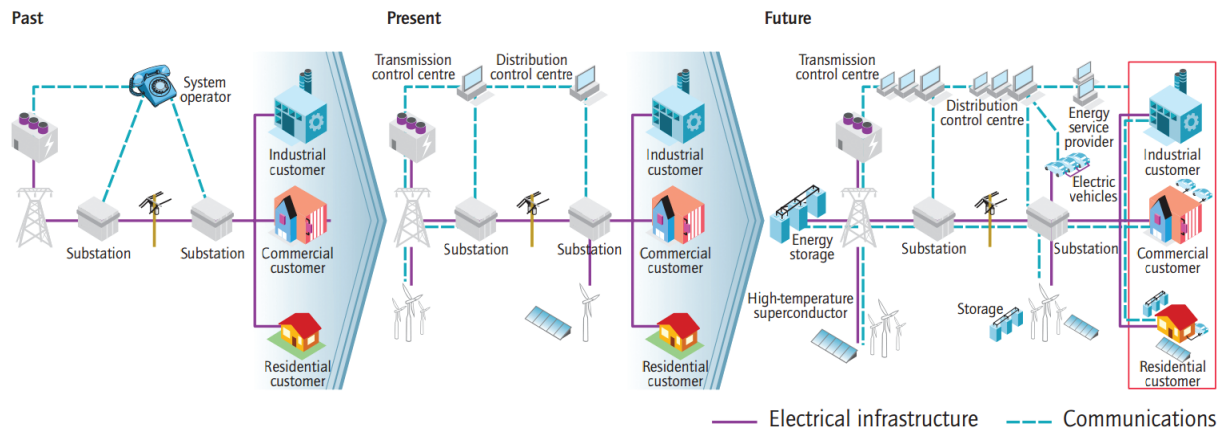 Past
System
operator
Industrial
customer
Substation
Substation
Commercial
customer
Residential
customer
Present
Transmission
control centre
Distribution
control centre
Industrial
customer
Substation
Substation
Commercial
customer
Residential
customer
Future
Transmission
control centre
Distribution
control centre
Energy
service
provider
Industrial
customer
Electric
vehicles
Energy
storage
Substation
Substation
Commercial
customer
High-temperature
superconductor
Storage
Residential
customer
Electrical infrastructure
Communications